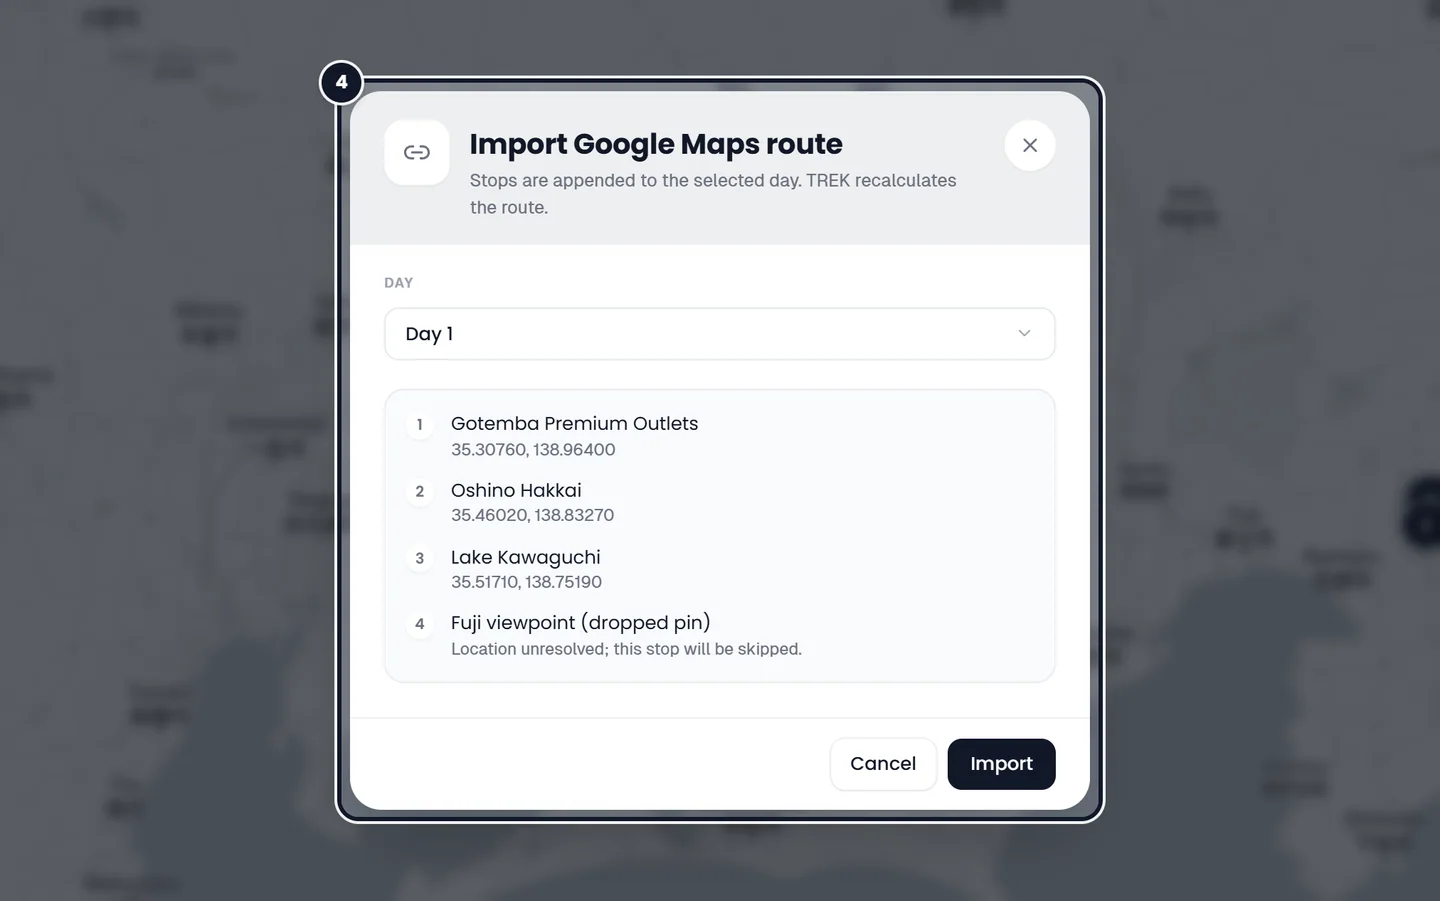 4
Import Google Maps route
Stops are appended to the selected day. TREK recalculates
the route.
DAY
Day 1
1
Gotemba Premium Outlets
35.30760, 138.96400
2
Oshino Hakkai
35.46020, 138.83270
3
Lake Kawaguchi
35.51710, 138.75190
4
Fuji viewpoint (dropped pin)
Location unresolved; this stop will be skipped.
Cancel
Import